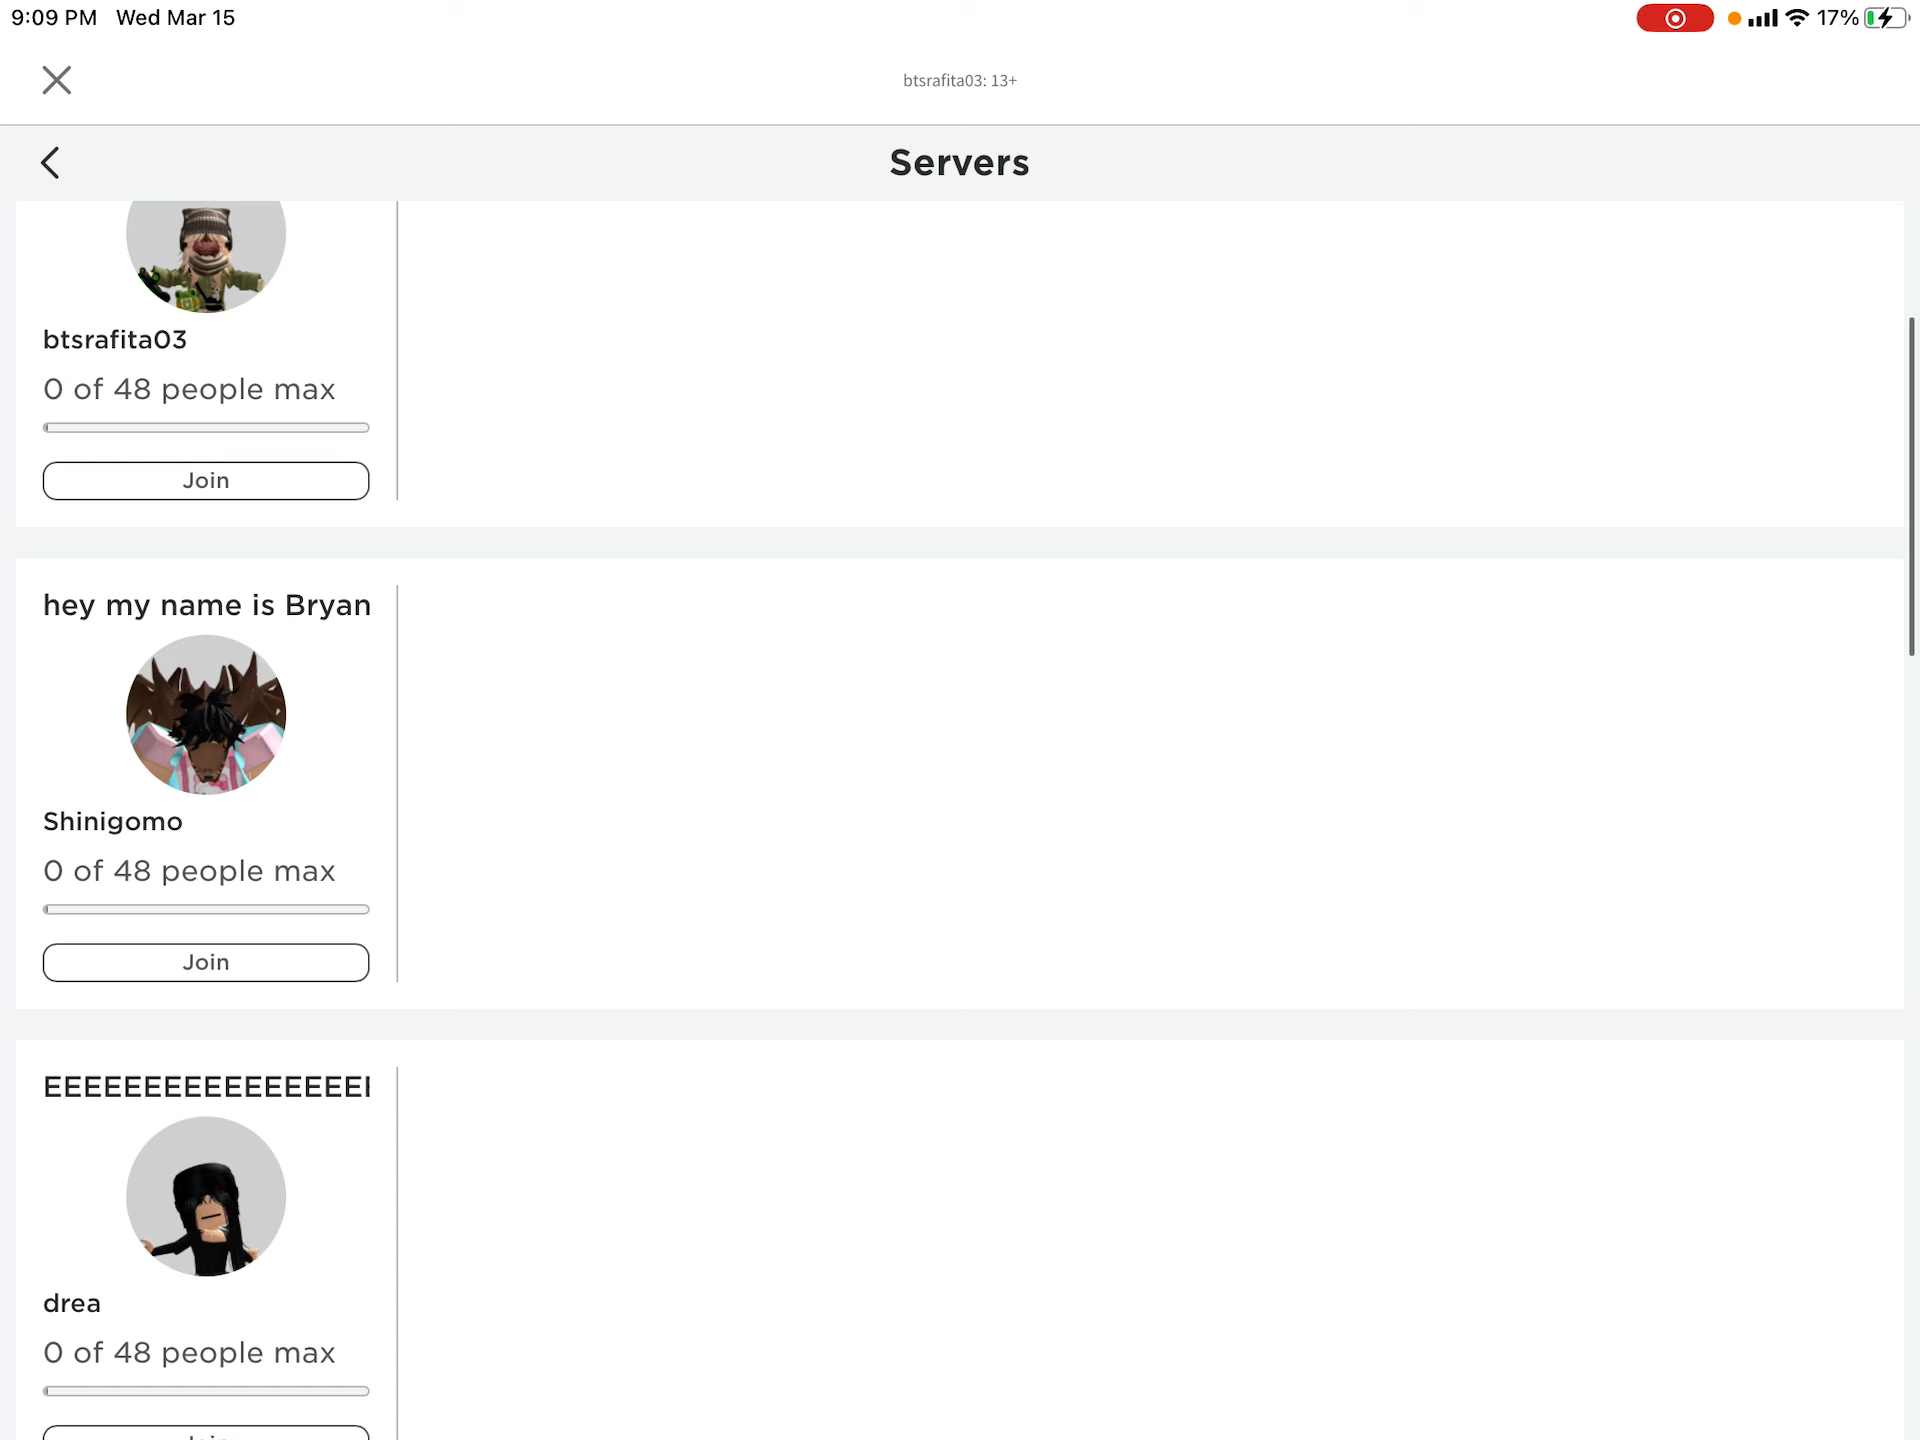 9:09 PM Wed Mar 15
17%
btsrafita03: 13+
Servers
btsrafita03
0 of 48 people max
Join
hey my name is Bryan
Shinigomo
0 of 48 people max
Join
EEEEEEEEEEEEEEEE
drea
0 of 48 people max